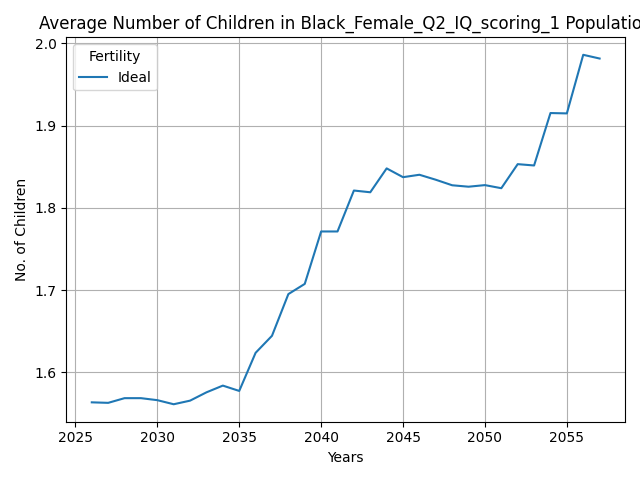 Average Number of Children in Black_Female_Q2_IQ_scoring_1 Populatio
Fertility
Ideal
No. of Children
2.0
1.9
1.8
1.7
1.6
2025 2030 2035 2040 2045 2050 2055
Years